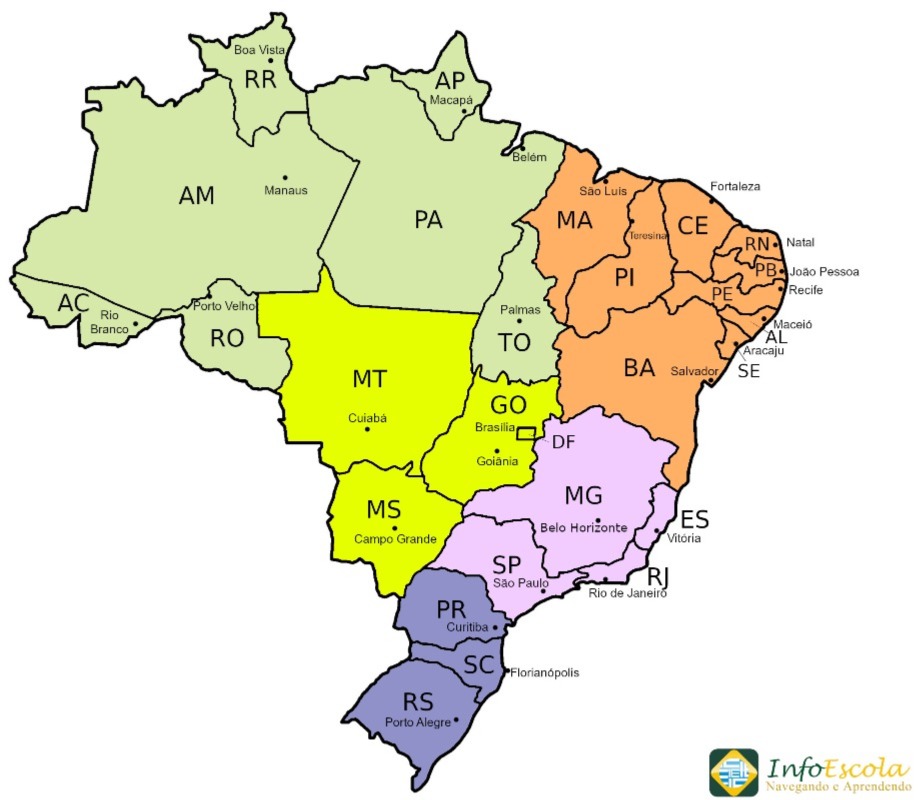 Boa Vista
RR
AP
Macapá
Belém
AM
Manaus
PA
São Luís
MA
Teresina
CE
Fortaleza
RN
Natal
PB
João Pessoa
PI
PE
Recife
Maceió
AL
Aracaju
SE
AC
Rio
Branco
Porto Velho
RO
Palmas
TO
BA
Salvador
MT
Cuiabá
GO
Brasília
DF
Goiânia
MS
Campo Grande
MG
Belo Horizonte
ES
Vitória
SP
São Paulo
RJ
Rio de Janeiro
PR
Curitiba
SC
Florianópolis
RS
Porto Alegre
InfoEscola
Navegando e Aprendendo